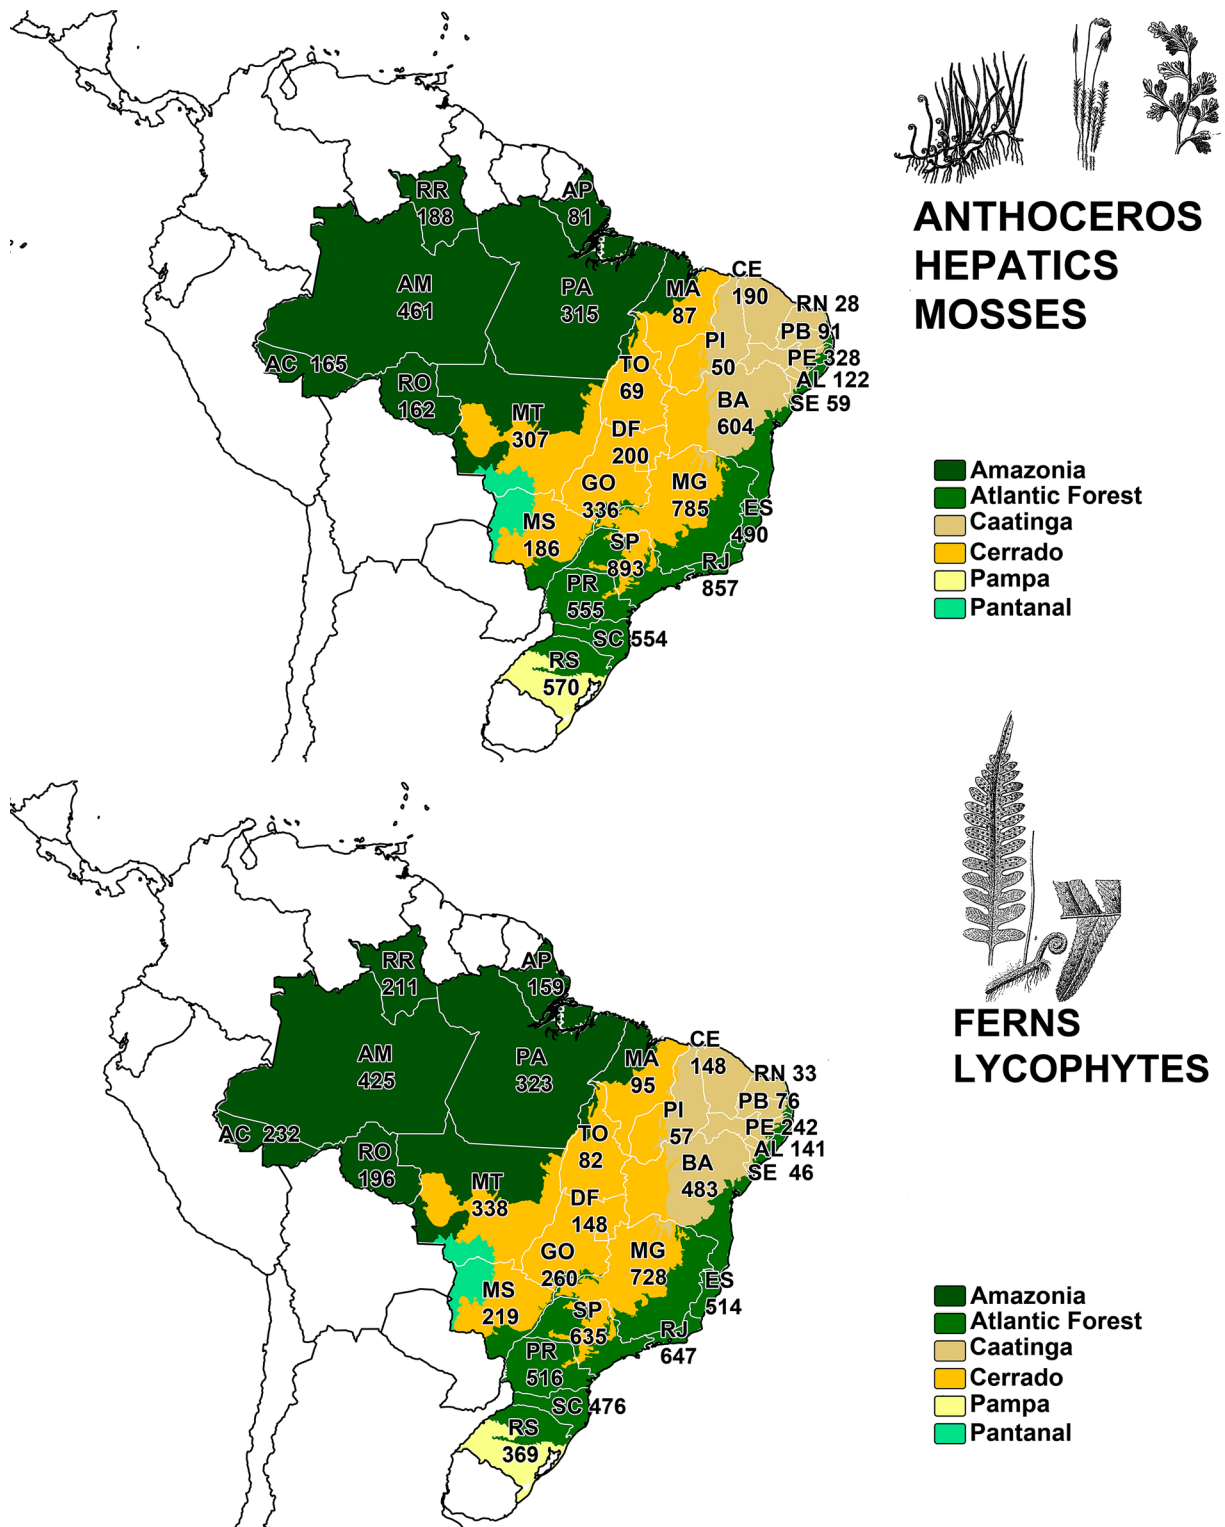 ANTHOCEROS
HEPATICS
MOSSES
RR
188
AP
81
AM
461
PA
315
MA
87
CE
190
RN 28
PB 91
PE 328
AL 122
SE 59
PI
50
AC 165
RO
162
TO
69
BA
604
MT
307
DF
200
GO
336
MG
785
ES
490
MS
186
SP
893
RJ
857
PR
555
SC 554
RS
570
Amazonia
Atlantic Forest
Caatinga
Cerrado
Pampa
Pantanal
FERNS
LYCOPHYTES
RR
211
AP
159
AM
425
PA
323
MA
95
CE
148
RN 33
PB 76
PE 242
AL 141
SE 46
PI
57
AC 232
RO
196
TO
82
BA
483
MT
338
DF
148
GO
260
MG
728
ES
514
MS
219
SP
635
RJ
647
PR
516
SC 476
RS
369
Amazonia
Atlantic Forest
Caatinga
Cerrado
Pampa
Pantanal